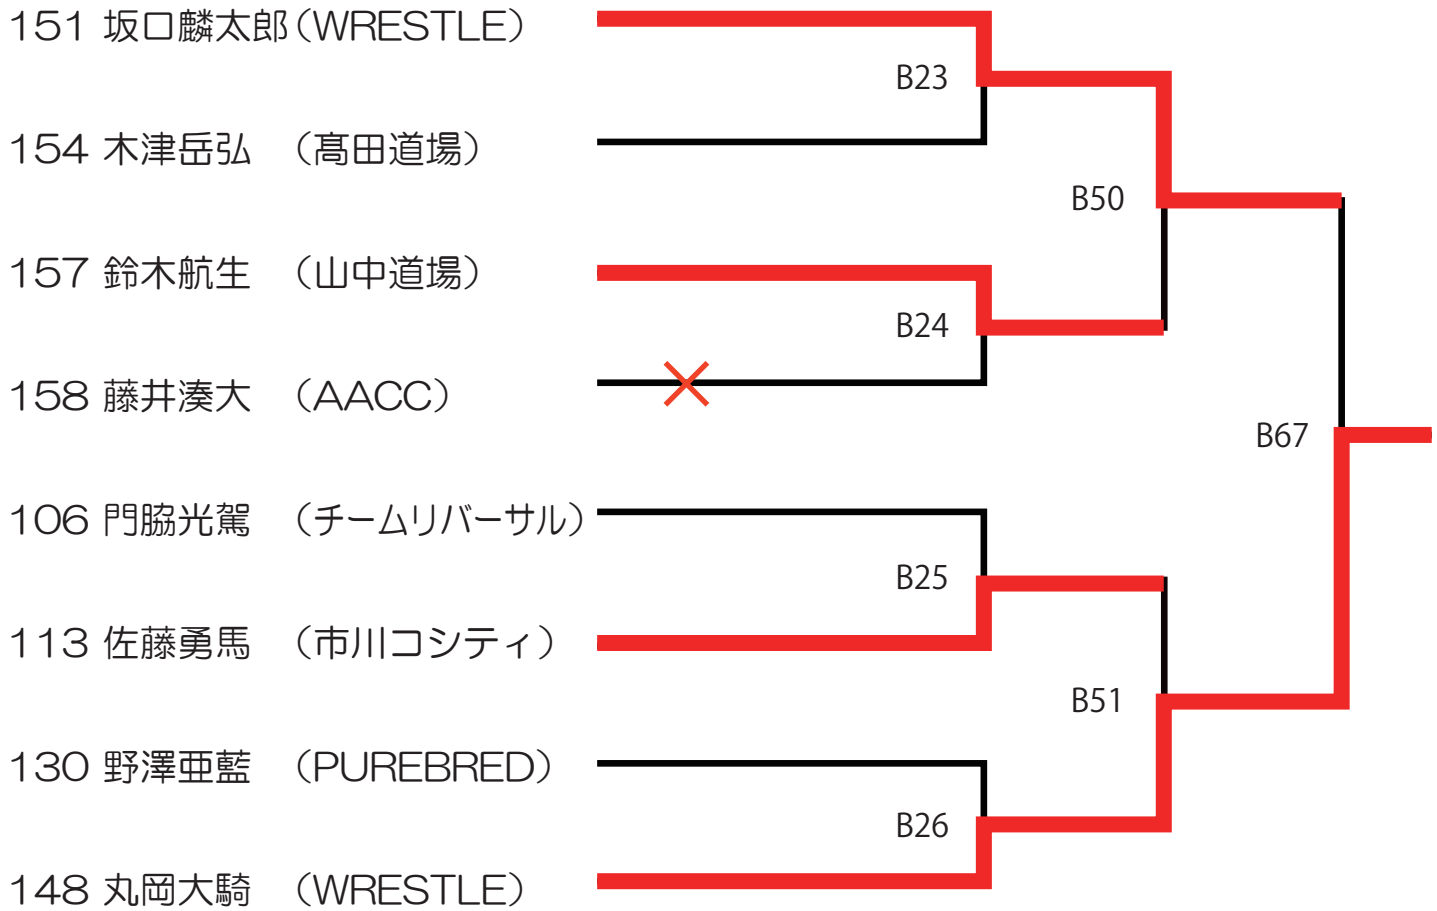 151 坂口麟太郎(WRESTLE)
B23
154 木津岳弘 (髙田道場)
B50
157 鈴木航生 (山中道場)
B24
158 藤井湊大 (AACC)
B67
106 門脇光駕 (チームリバーサル)
B25
113 佐藤勇馬 (市川コシティ)
B51
130 野澤亜藍 (PUREBRED)
B26
148 丸岡大騎 (WRESTLE)